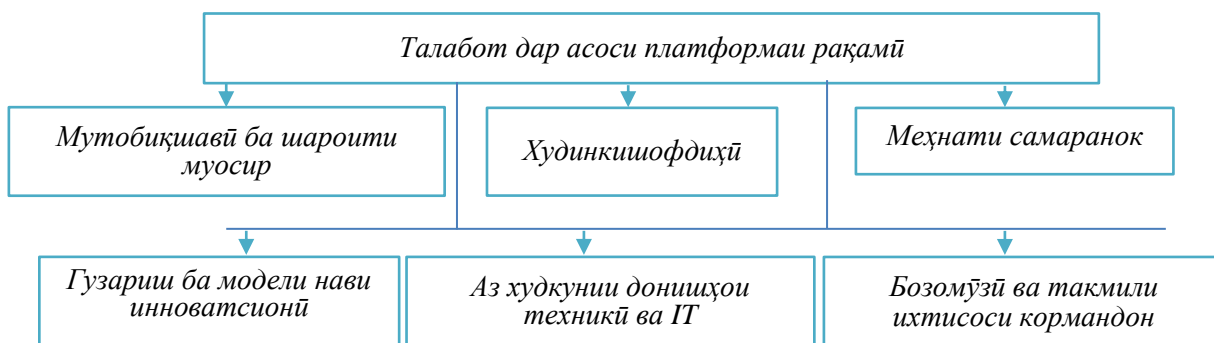 Талабот дар асоси платформаи рақамӣ
Мутобиқшавӣ ба шароити
муосир
Худинкишофдиҳӣ
Меҳнати самаранок
Гузариш ба модели нави
инноватсионӣ
Аз худкунии донишҳои
техникӣ ва IT
Бозомӯзӣ ва такмили
ихтисоси кормандон